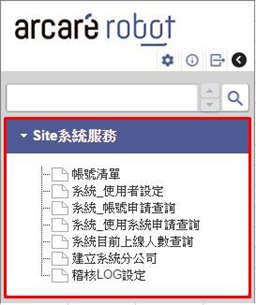 arcare robot
Site系統服務
帳號清單
系統_使用者設定
系統_帳號申請查詢
系統_使用系統申請查詢
系統目前上線人數查詢
建立系統分公司
稽核LOG設定